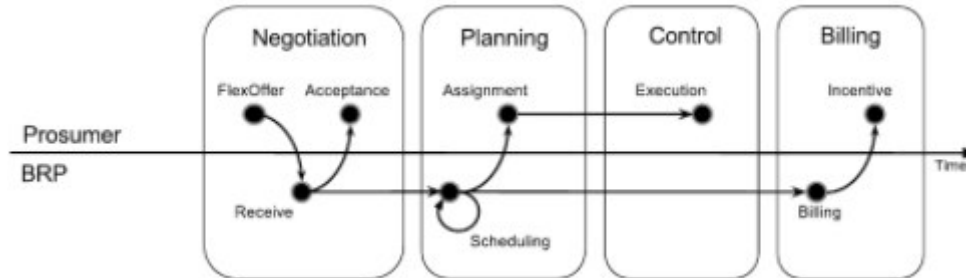 Negotiation Planning Control Billing
FlexOffer Acceptance Assignment Execution Incentive
Prosumer
BRP
Time
Receive Billing
Scheduling